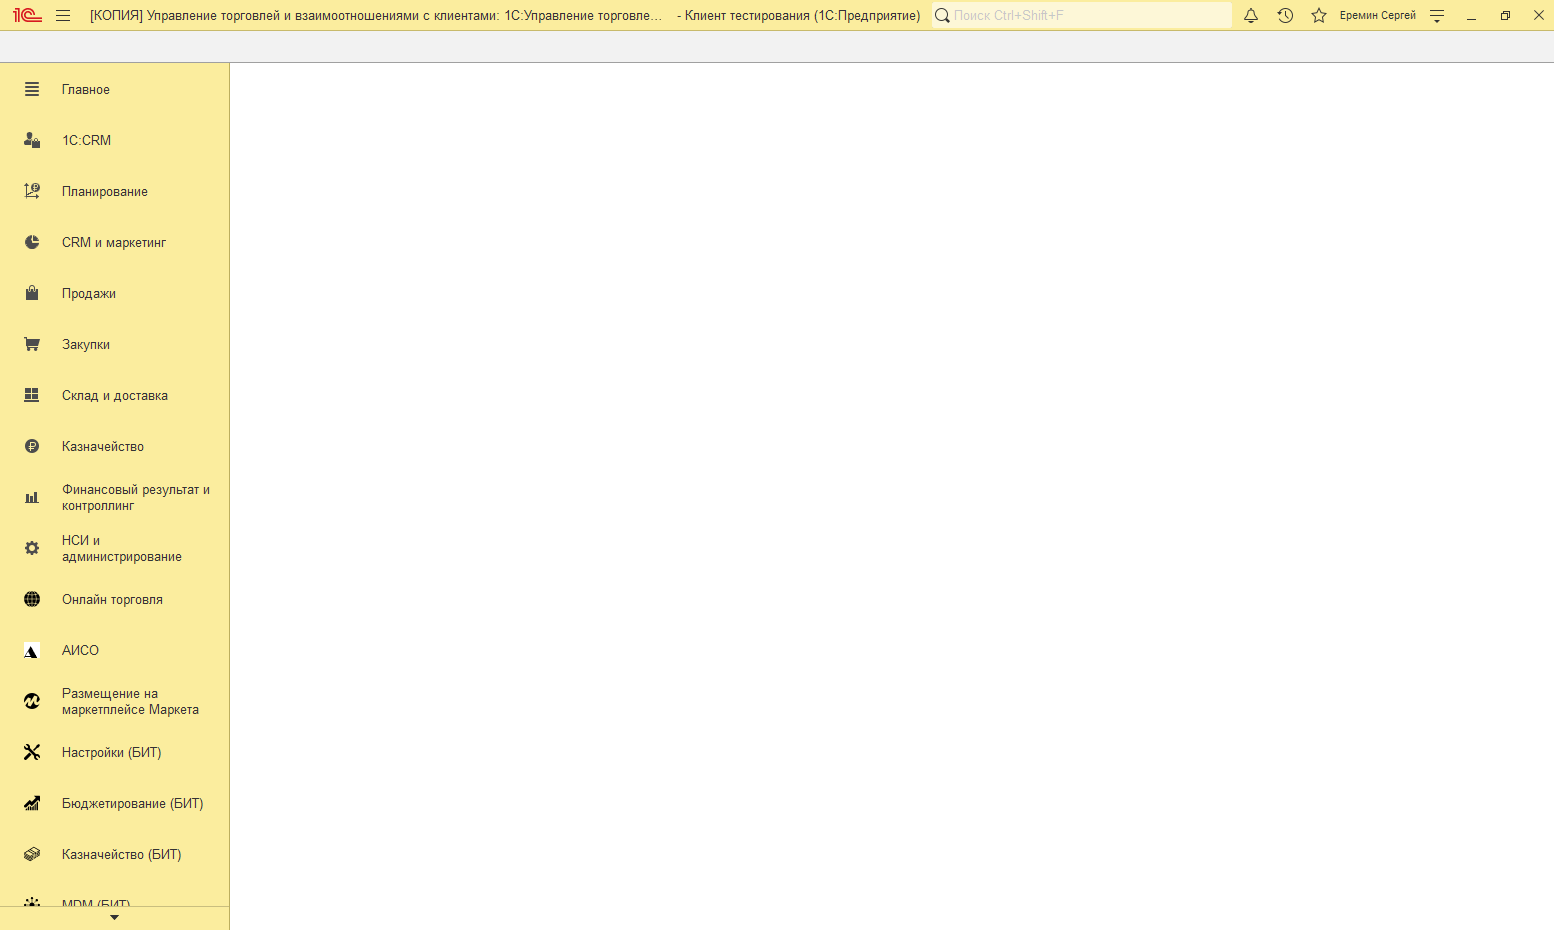 1С [КОПИЯ] Управление торговлей и взаимоотношениями с клиентами: 1С:Управление торговле... - Клиент тестирования (1С:Предприятие) Поиск Ctrl+Shift+F Еремин Сергей
Главное
1С:CRM
Планирование
CRM и маркетинг
Продажи
Закупки
Склад и доставка
Казначейство
Финансовый результат и
контроллинг
НСИ и
администрирование
Онлайн торговля
АИСО
Размещение на
маркетплейсе Маркета
Настройки (БИТ)
Бюджетирование (БИТ)
Казначейство (БИТ)
MDM (БИТ)